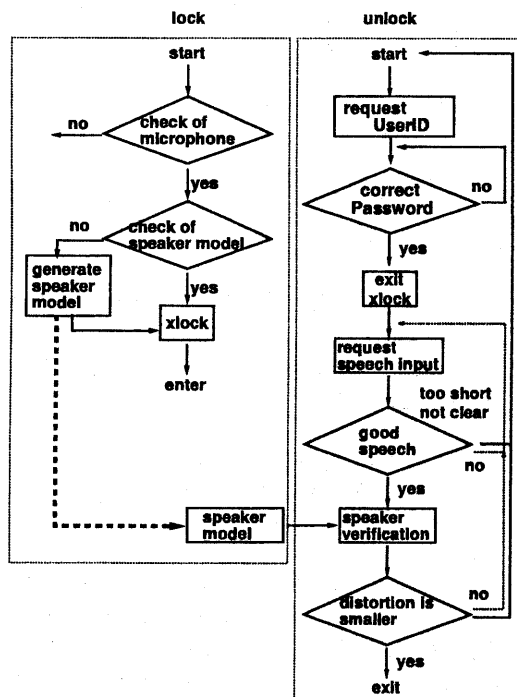 lock
start
no
check of
microphone
yes
no
check of
speaker model
generate
speaker
model
yes
xlock
enter
speaker
model
unlock
start
request
UserID
correct
Password
no
yes
exit
xlock
request
speech input
too short
not clear
good
speech
no
yes
speaker
verification
no
distortion is
smaller
yes
exit